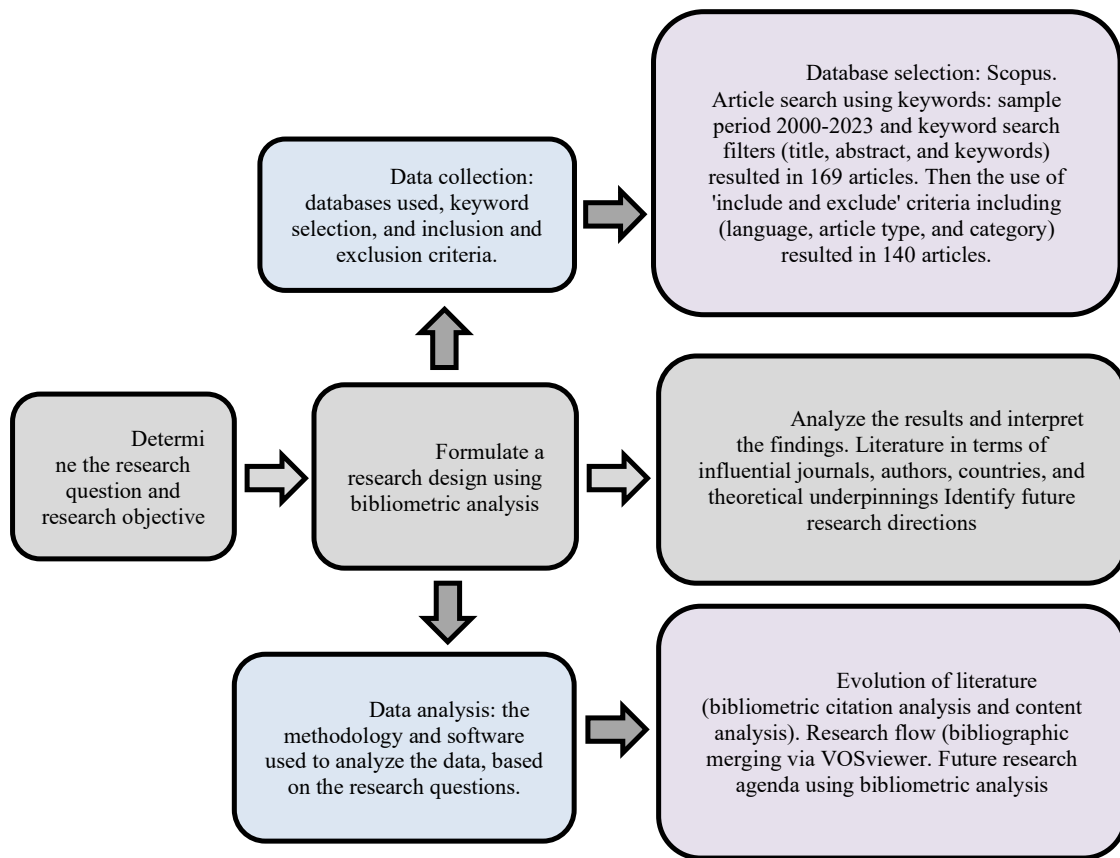 Database selection: Scopus.
Article search using keywords: sample
period 2000-2023 and keyword search
filters (title, abstract, and keywords)
resulted in 169 articles. Then the use of
'include and exclude' criteria including
(language, article type, and category)
resulted in 140 articles.
Data collection:
databases used, keyword
selection, and inclusion and
exclusion criteria.
Determi
ne the research
question and
research objective
Formulate a
research design using
bibliometric analysis
Analyze the results and interpret
the findings. Literature in terms of
influential journals, authors, countries, and
theoretical underpinnings Identify future
research directions
Data analysis: the
methodology and software
used to analyze the data, based
on the research questions.
Evolution of literature
(bibliometric citation analysis and content
analysis). Research flow (bibliographic
merging via VOSviewer. Future research
agenda using bibliometric analysis